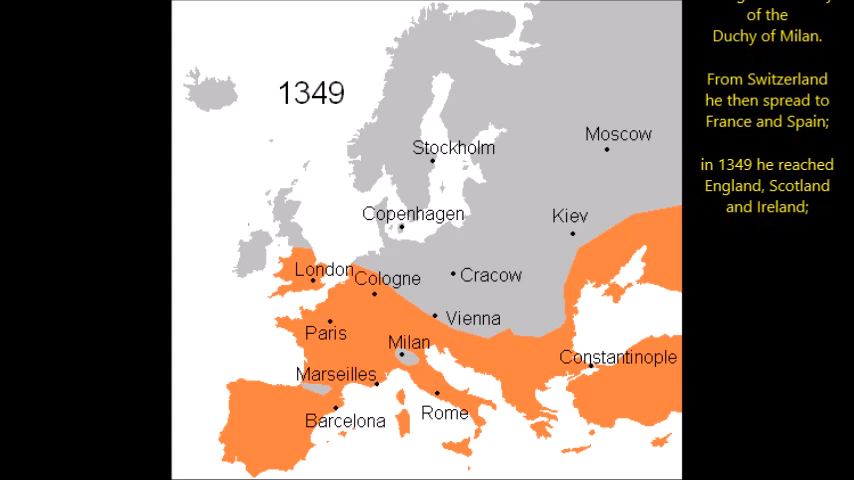 of the
Duchy of Milan.
From Switzerland
he then spread to
France and Spain;
in 1349 he reached
England, Scotland
and Ireland;
1349
Moscow
Stockholm
Copenhagen
Kiev
London
Cologne
Cracow
Vienna
Paris
Milan
Constantinople
Marseilles
Barcelona
Rome